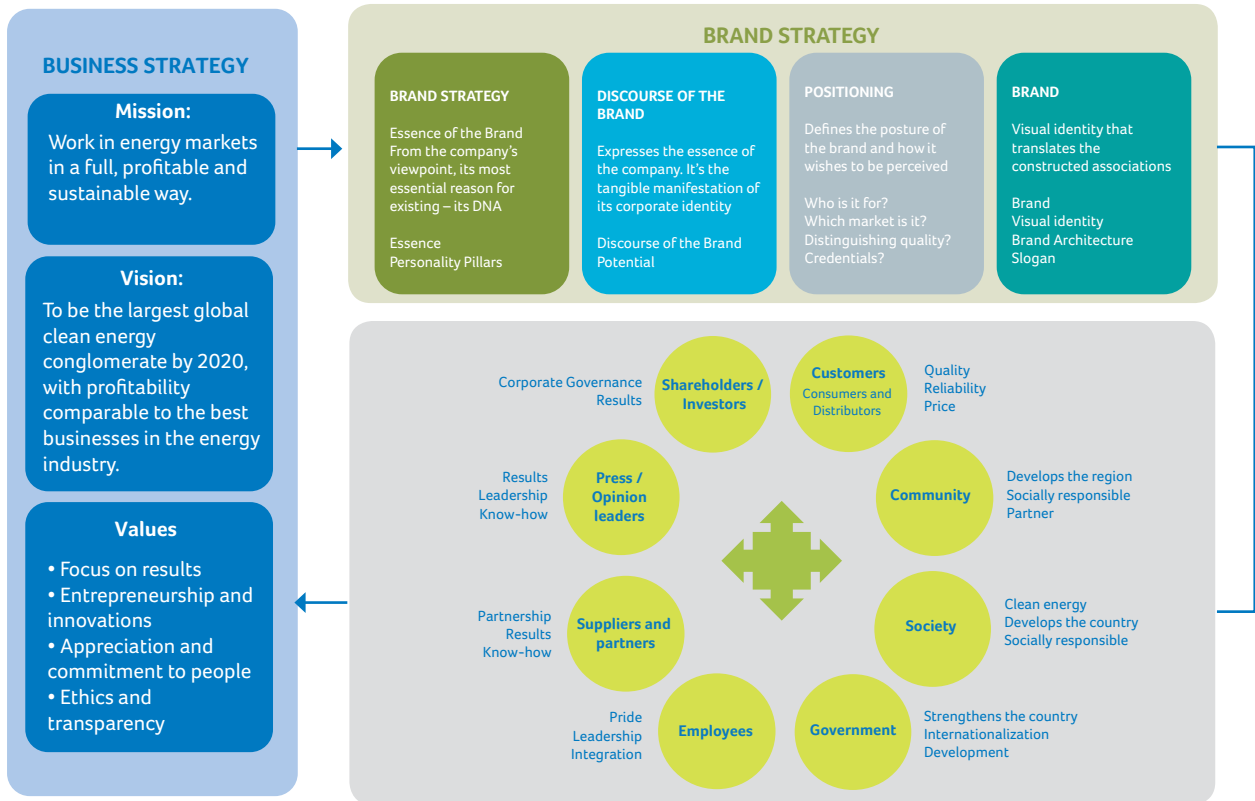 BUSINESS STRATEGY
Mission:
Work in energy markets
in a full, profitable and
sustainable way.
Vision:
To be the largest global
clean energy
conglomerate by 2020,
with profitability
comparable to the best
businesses in the energy
industry.
Values
• Focus on results
• Entrepreneurship and
innovations
• Appreciation and
commitment to people
• Ethics and
transparency
BRAND STRATEGY
BRAND STRATEGY
Essence of the Brand
From the company's
viewpoint, its most
essential reason for
existing – its DNA
Essence
Personality Pillars
DISCOURSE OF THE
BRAND
Expresses the essence of
the company. It's the
tangible manifestation of
its corporate identity
Discourse of the Brand
Potential
POSITIONING
Defines the posture of
the brand and how it
wishes to be perceived
Who is it for?
Which market is it?
Distinguishing quality?
Credentials?
BRAND
Visual identity that
translates the
constructed associations
Brand
Visual identity
Brand Architecture
Slogan
Corporate Governance
Results
Shareholders /
Investors
Customers
Consumers and
Distributors
Quality
Reliability
Price
Results
Leadership
Know-how
Press /
Opinion
leaders
Community
Develops the region
Socially responsible
Partner
Partnership
Results
Know-how
Suppliers and
partners
Society
Clean energy
Develops the country
Socially responsible
Pride
Leadership
Integration
Employees
Government
Strengthens the country
Internationalization
Development